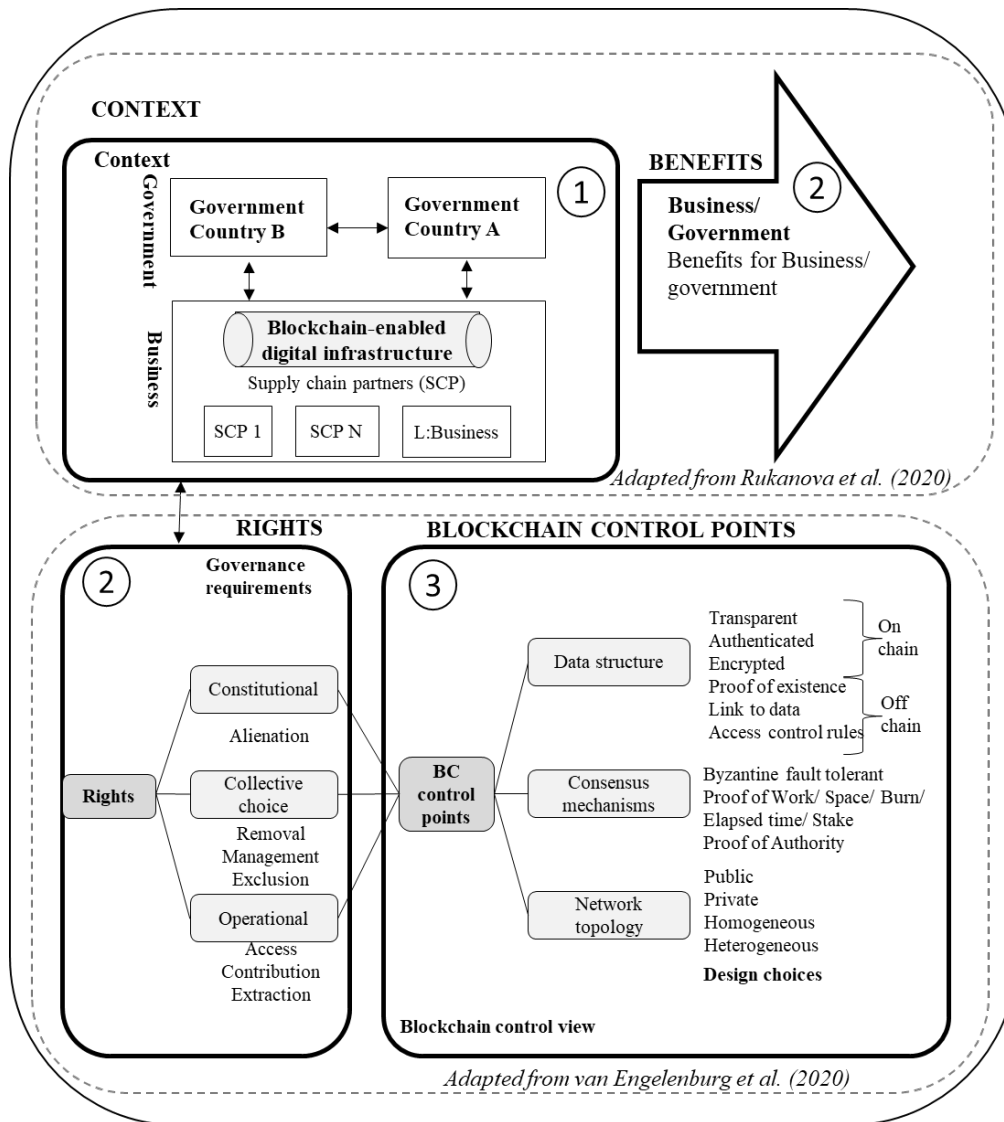 CONTEXT
Context
Government
Government
Country B
Government
Country A
1
Business
Blockchain-enabled
digital infrastructure
Supply chain partners (SCP)
SCP 1
SCP N
L:Business
BENEFITS
2
Business/
Government
Benefits for Business/
government
Adapted from Rukanova et al. (2020)
RIGHTS
2
Governance
requirements
Rights
Constitutional
Alienation
Collective
choice
Removal
Management
Exclusion
Operational
Access
Contribution
Extraction
BLOCKCHAIN CONTROL POINTS
3
BC
control
points
Data structure
Transparent
Authenticated
Encrypted
On
chain
Proof of existence
Link to data
Access control rules
Off
chain
Consensus
mechanisms
Byzantine fault tolerant
Proof of Work/ Space/ Burn/
Elapsed time/ Stake
Proof of Authority
Network
topology
Public
Private
Homogeneous
Heterogeneous
Design choices
Blockchain control view
Adapted from van Engelenburg et al. (2020)